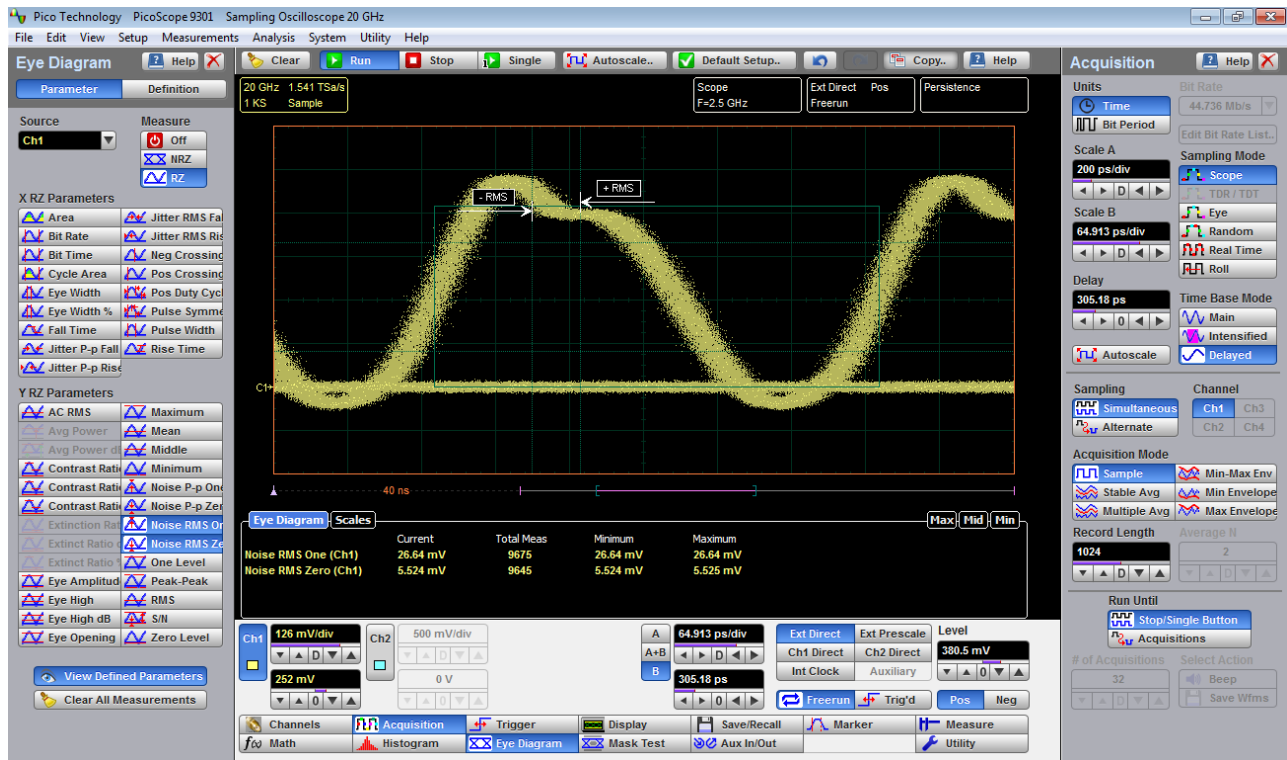 Pico Technology PicoScope 9301 Sampling Oscilloscope 20 GHz
File Edit View Setup Measurements Analysis System Utility Help
Eye Diagram
? Help
Parameter Definition
Source
Ch1
Measure
Off
NRZ
RZ
X RZ Parameters
Area Jitter RMS Fal
Bit Rate Jitter RMS Ris
Bit Time Neg Crossing
Cycle Area Pos Crossing
Eye Width Pos Duty Cycl
Eye Width % Pulse Symme
Fall Time Pulse Width
Jitter P-p Fall Rise Time
Jitter P-p Rise
Y RZ Parameters
AC RMS Maximum
Avg Power Mean
Avg Power dB Middle
Contrast Rati Minimum
Contrast Rati Noise P-p One
Contrast Rati Noise P-p Zer
Extinction Rat Noise RMS On
Extinct Ratio Noise RMS Ze
Extinct Ratio One Level
Eye Amplitud Peak-Peak
Eye High RMS
Eye High dB S/N
Eye Opening Zero Level
View Defined Parameters
Clear All Measurements
Clear Run Stop Single Autoscale.. Default Setup.. Copy.. ? Help
20 GHz 1.541 TSa/s
1 KS Sample
Scope
F=2.5 GHz
Ext Direct Pos
Freerun
Persistence
- RMS
+ RMS
C1
40 ns
Eye Diagram Scales Max Mid Min
Current Total Meas Minimum Maximum
Noise RMS One (Ch1) 26.64 mV 9675 26.64 mV 26.64 mV
Noise RMS Zero (Ch1) 5.524 mV 9645 5.524 mV 5.525 mV
Ch1
126 mV/div
D
252 mV
0
Ch2
500 mV/div
D
0 V
0
A
A+B
B
64.913 ps/div
D
305.18 ps
0
Ext Direct Ext Prescale
Ch1 Direct Ch2 Direct
Int Clock Auxiliary
Level
380.5 mV
0
Freerun Trig'd Pos Neg
Channels Acquisition Trigger Display Save/Recall Marker Measure
f(x) Math Histogram Eye Diagram Mask Test Aux In/Out Utility
Acquisition
? Help
Units
Time
Bit Period
Bit Rate
44.736 Mb/s
Edit Bit Rate List..
Scale A
200 ps/div
D
Scale B
64.913 ps/div
D
Delay
305.18 ps
0
Autoscale
Sampling Mode
Scope
TDR / TDT
Eye
Random
Real Time
Roll
Time Base Mode
Main
Intensified
Delayed
Sampling
Simultaneous
Alternate
Channel
Ch1 Ch3
Ch2 Ch4
Acquisition Mode
Sample Min-Max Env
Stable Avg Min Envelope
Multiple Avg Max Envelope
Record Length
1024
D
Average N
2
D
Run Until
Stop/Single Button
Acquisitions
# of Acquisitions
32
D
Select Action
Beep
Save Wfms